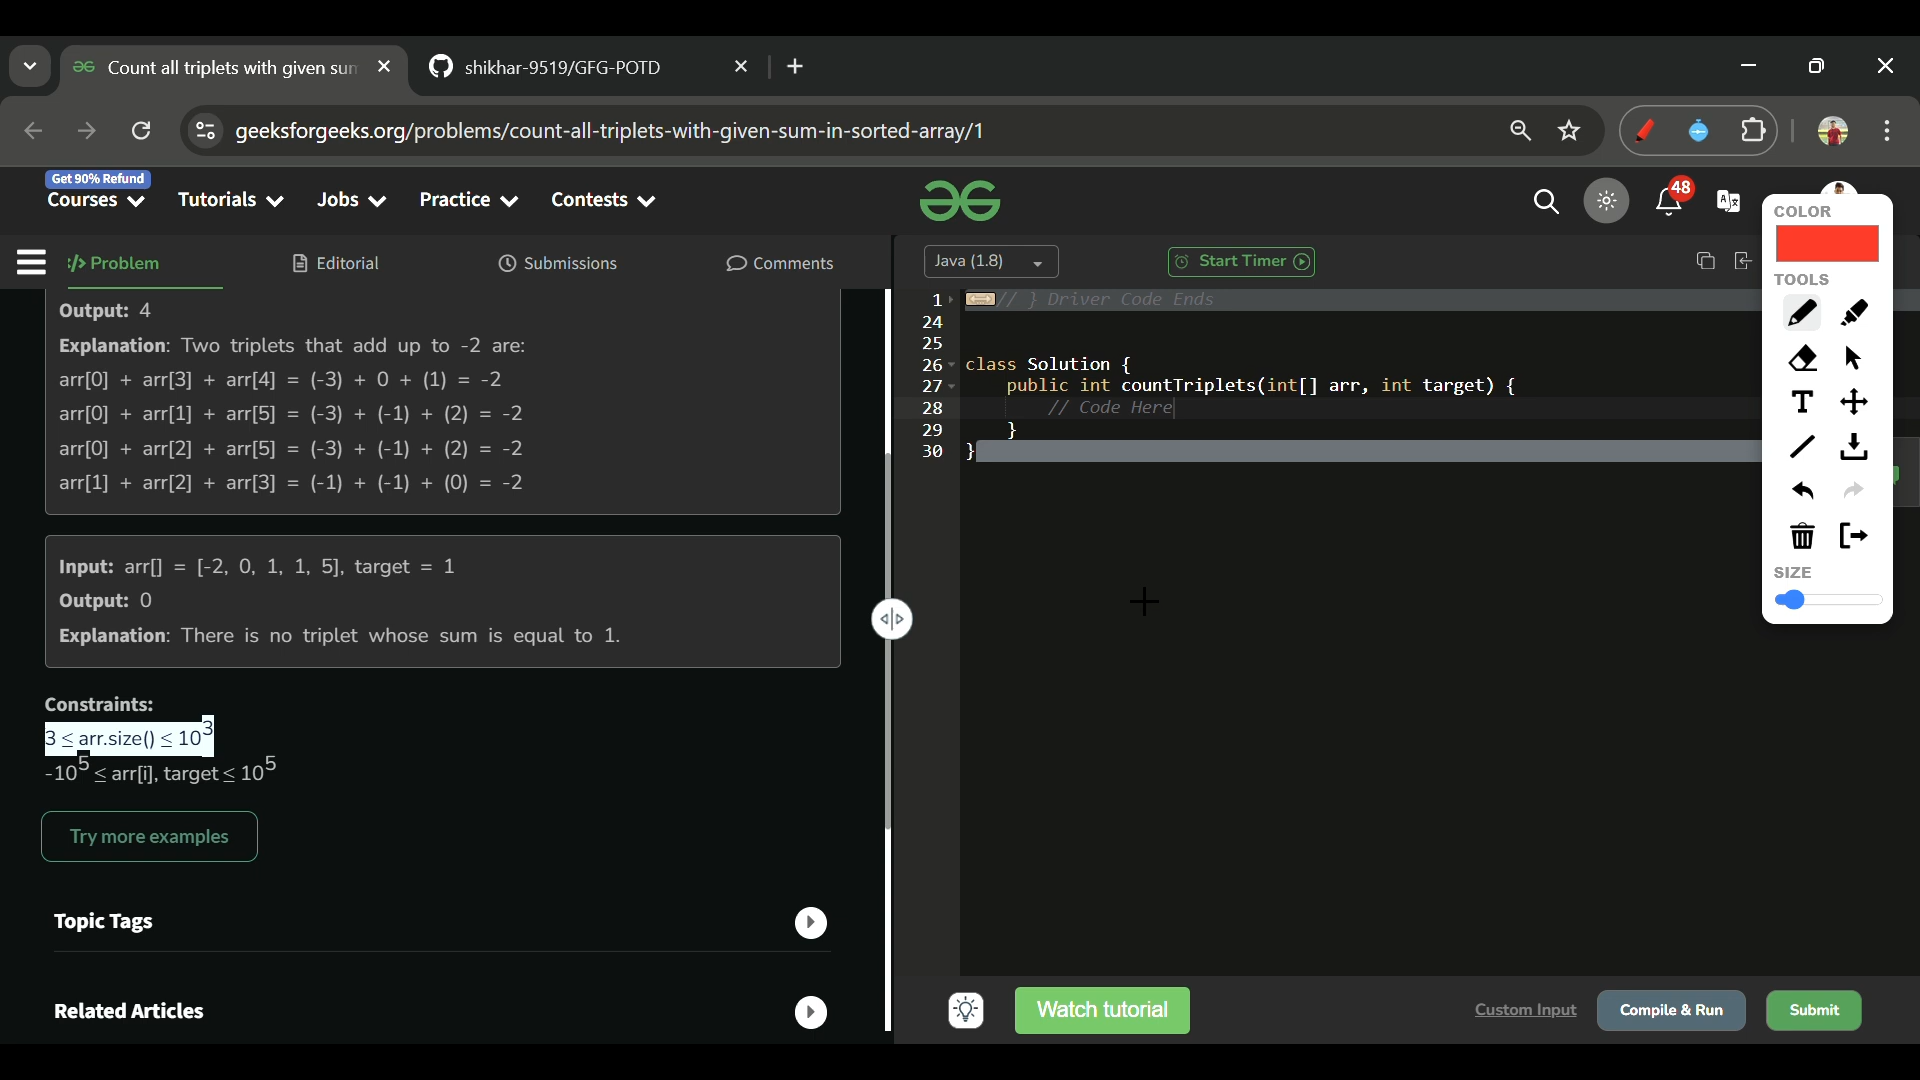 Count all triplets with given sum
shikhar-9519/GFG-POTD
geeksforgeeks.org/problems/count-all-triplets-with-given-sum-in-sorted-array/1
Get 90% Refund
Courses
Tutorials
Jobs
Practice
Contests
48
</> Problem
Editorial
Submissions
Comments
Output: 4
Explanation: Two triplets that add up to -2 are:
arr[0] + arr[3] + arr[4] = (-3) + 0 + (1) = -2
arr[0] + arr[1] + arr[5] = (-3) + (-1) + (2) = -2
arr[0] + arr[2] + arr[5] = (-3) + (-1) + (2) = -2
arr[1] + arr[2] + arr[3] = (-1) + (-1) + (0) = -2
Input: arr[] = [-2, 0, 1, 1, 5], target = 1
Output: 0
Explanation: There is no triplet whose sum is equal to 1.
Constraints:
3 ≤ arr.size() ≤ 10^3
-10^5 ≤ arr[i], target ≤ 10^5
Try more examples
Topic Tags
Related Articles
Java (1.8)
Start Timer
1 // } Driver Code Ends
24
25
26 class Solution {
27 public int countTriplets(int[] arr, int target) {
28 // Code Here
29 }
30 }
Watch tutorial
Custom Input
Compile & Run
Submit
COLOR
TOOLS
T
SIZE